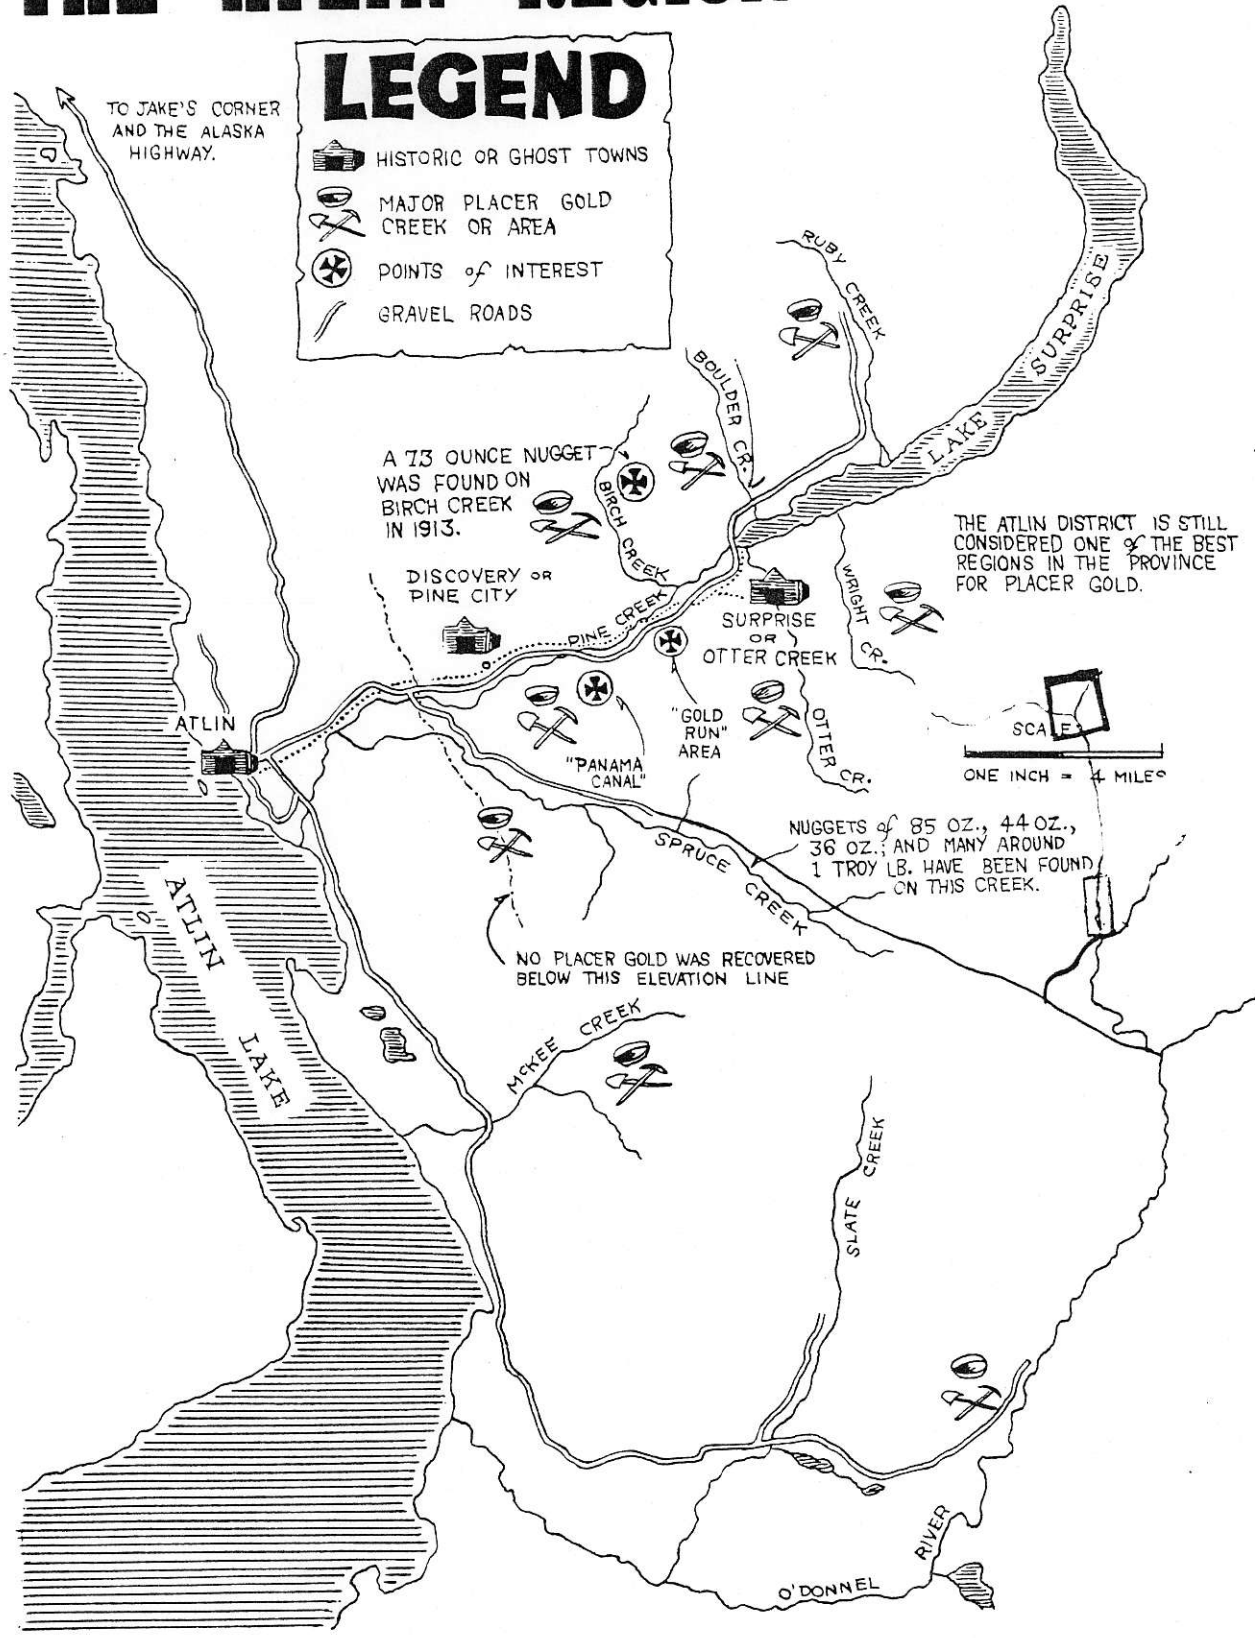 THE ATLIN REGION
LEGEND
HISTORIC OR GHOST TOWNS
MAJOR PLACER GOLD
CREEK OR AREA
POINTS of INTEREST
GRAVEL ROADS
TO JAKE'S CORNER
AND THE ALASKA
HIGHWAY.
RUBY
CREEK
SURPRISE
LAKE
BOULDER CR.
A 73 OUNCE NUGGET
WAS FOUND ON
BIRCH CREEK
IN 1913.
BIRCH CREEK
THE ATLIN DISTRICT IS STILL
CONSIDERED ONE of THE BEST
REGIONS IN THE PROVINCE
FOR PLACER GOLD.
DISCOVERY OR
PINE CITY
PINE CREEK
SURPRISE
OR
OTTER CREEK
WRIGHT
CR.
ATLIN
"PANAMA
CANAL"
"GOLD
RUN"
AREA
OTTER
CR.
SCALE
ONE INCH = 4 MILES
SPRUCE CREEK
NUGGETS of 85 OZ., 44 OZ.,
36 OZ.; AND MANY AROUND
1 TROY LB. HAVE BEEN FOUND
ON THIS CREEK.
ATLIN
LAKE
NO PLACER GOLD WAS RECOVERED
BELOW THIS ELEVATION LINE
McKEE CREEK
SLATE CREEK
O'DONNEL
RIVER